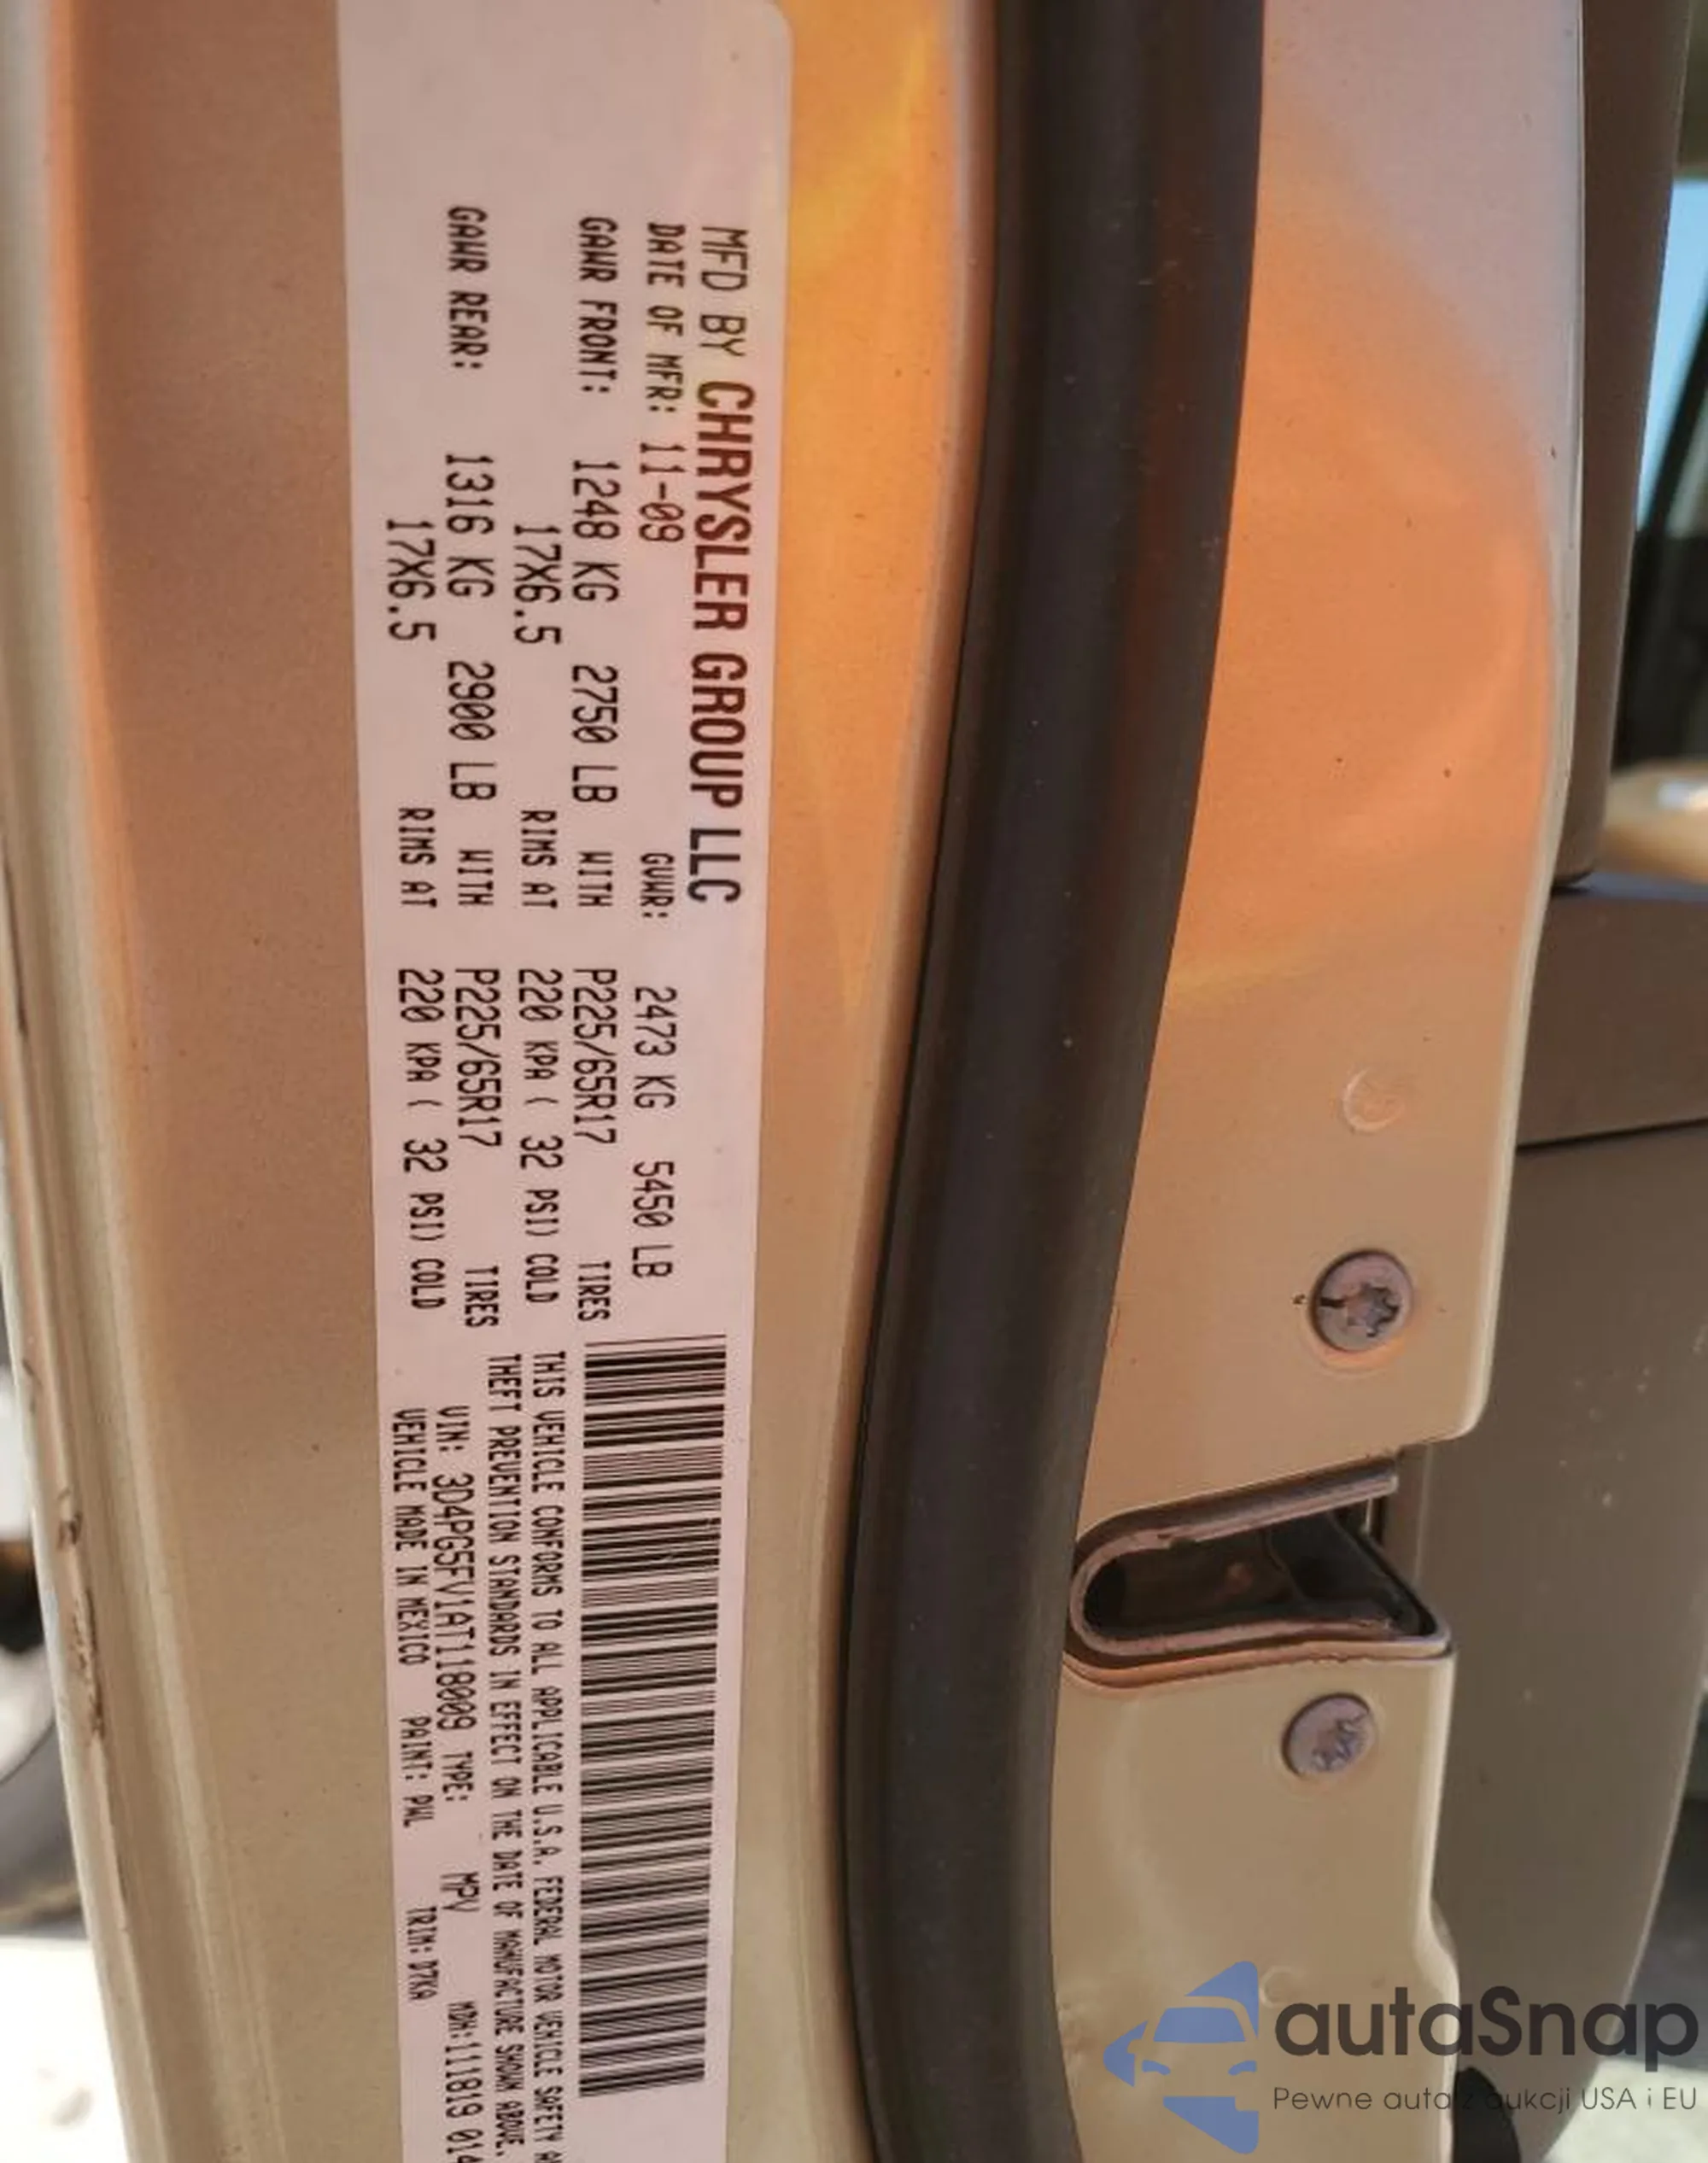 MFD BY CHRYSLER GROUP LLC
DATE OF MFR: 11-09 GVWR: 2473 KG 5450 LB
GAWR FRONT: 1248 KG 2750 LB WITH P225/65R17 TIRES
17X6.5 RIMS AT 220 KPA ( 32 PSI) COLD
GAWR REAR: 1316 KG 2900 LB WITH P225/65R17 TIRES
17X6.5 RIMS AT 220 KPA ( 32 PSI) COLD
THIS VEHICLE CONFORMS TO ALL APPLICABLE U.S.A. FEDERAL MOTOR VEHICLE SAFETY
THEFT PREVENTION STANDARDS IN EFFECT ON THE DATE OF MANUFACTURE SHOWN ABOVE.
VIN: 3D4PG5FV1AT118009 TYPE: MPV MDH:111819 014
VEHICLE MADE IN MEXICO PAINT: PWL TRIM: D7KA
autaSnap
Pewne auta z aukcji USA i EU